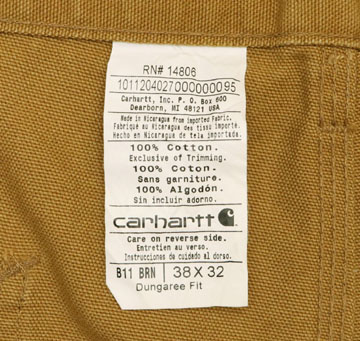 RN# 14806
1011204027000000095
Carhartt, Inc. P. O. Box 600
Dearborn, MI 48121 USA
Made in Nicaragua from imported Fabric.
Fabriqué au Nicaragua des tisso importe.
Hecho en Nicaragua de tela importada.
100% Cotton.
Exclusive of Trimming.
100% Coton.
Sans garniture.
100% Algodón.
Sin incluir adorno.
carhartt
Care on reverse side.
Entretien au verso.
Instrucciones de cuidado al dorso.
B11 BRN 38 X 32
Dungaree Fit